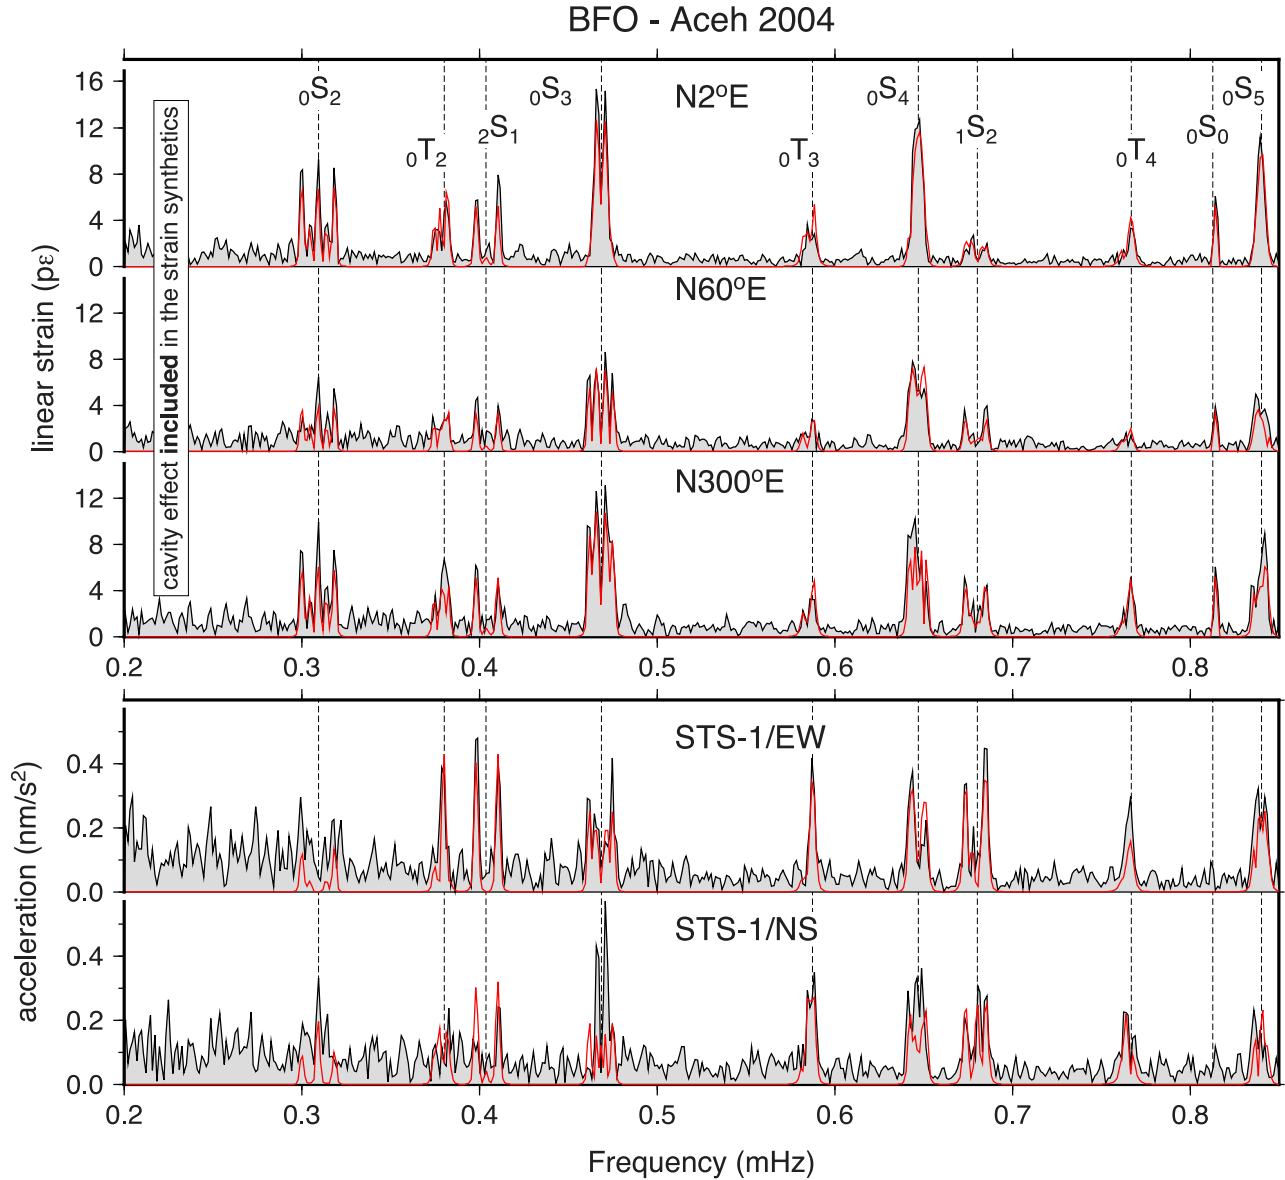 BFO - Aceh 2004
16
12
8
4
0
N2°E
₀S₂
₀T₂
₂S₁
₀S₃
₀T₃
₀S₄
₁S₂
₀T₄
₀S₀
₀S₅
cavity effect included in the strain synthetics
linear strain (pε)
N60°E
12
8
4
0
N300°E
12
8
4
0
0.2 0.3 0.4 0.5 0.6 0.7 0.8
STS-1/EW
0.4
0.2
0.0
acceleration (nm/s²)
STS-1/NS
0.4
0.2
0.0
0.2 0.3 0.4 0.5 0.6 0.7 0.8
Frequency (mHz)